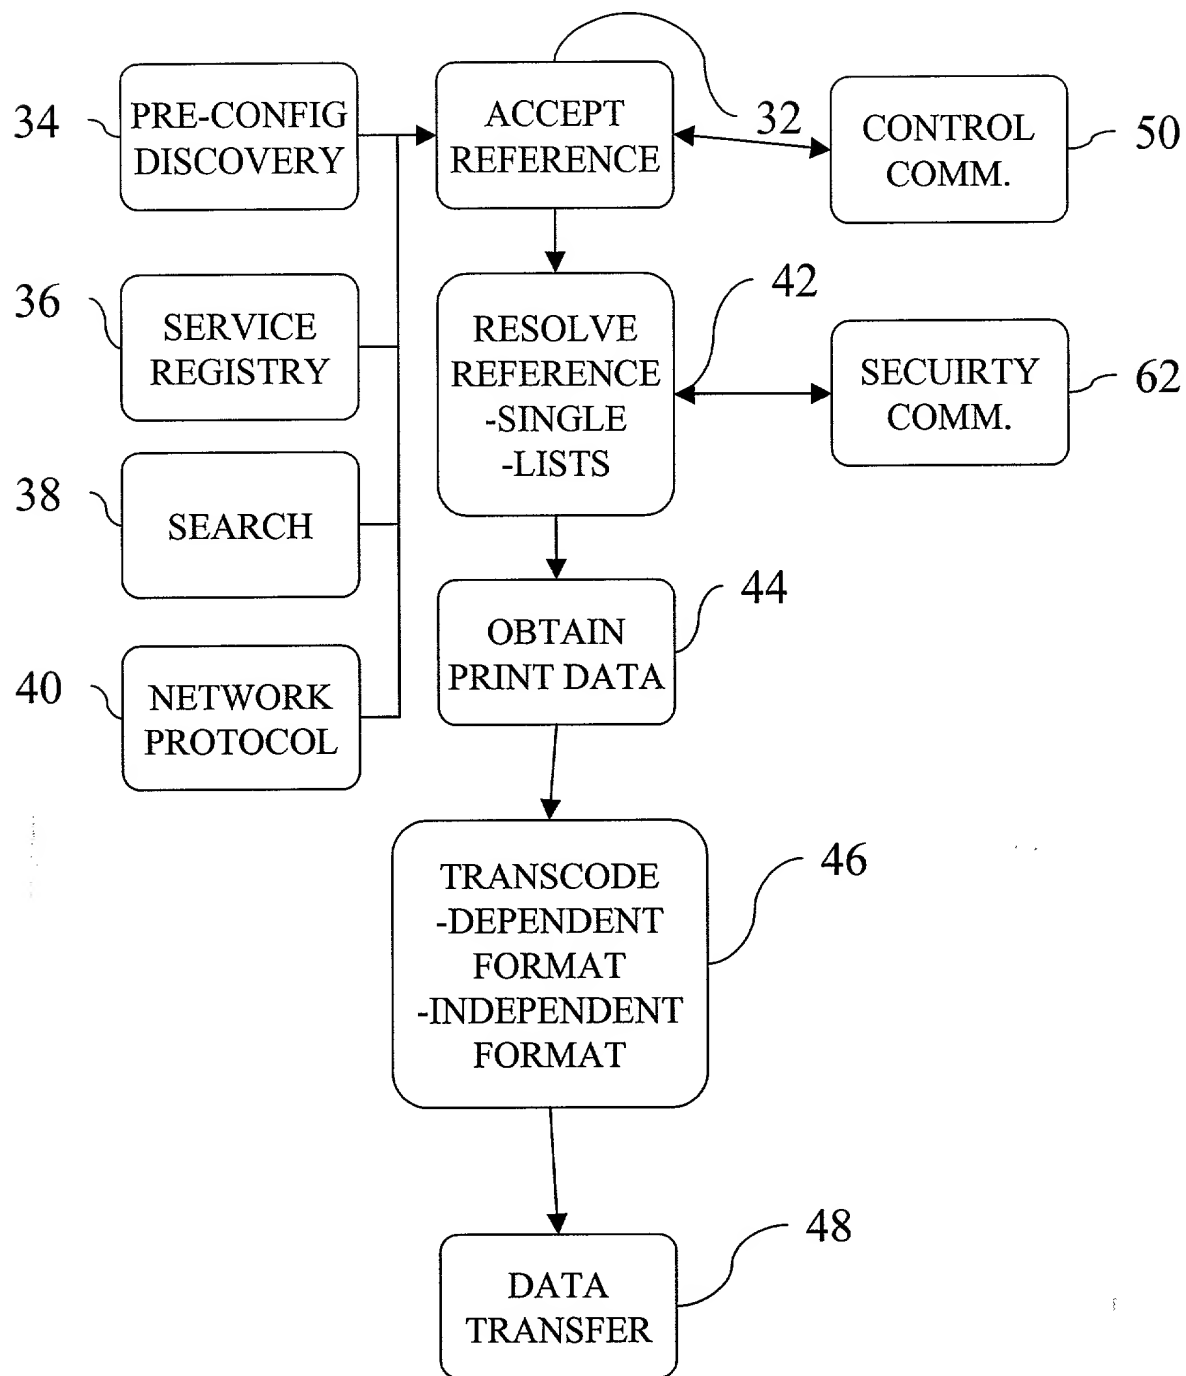 34
PRE-CONFIG
DISCOVERY
ACCEPT
REFERENCE
32
CONTROL
COMM.
50
36
SERVICE
REGISTRY
RESOLVE
REFERENCE
-SINGLE
-LISTS
42
SECUIRTY
COMM.
62
38
SEARCH
40
NETWORK
PROTOCOL
OBTAIN
PRINT DATA
44
TRANSCODE
-DEPENDENT
FORMAT
-INDEPENDENT
FORMAT
46
DATA
TRANSFER
48